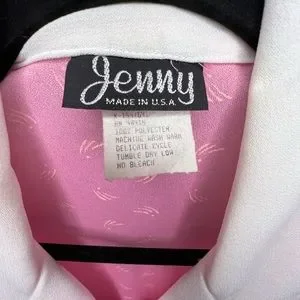 Jenny
MADE IN U.S.A.
100% POLYESTER
MACHINE WASH WARM
DELICATE CYCLE
TUMBLE DRY LOW
NO BLEACH